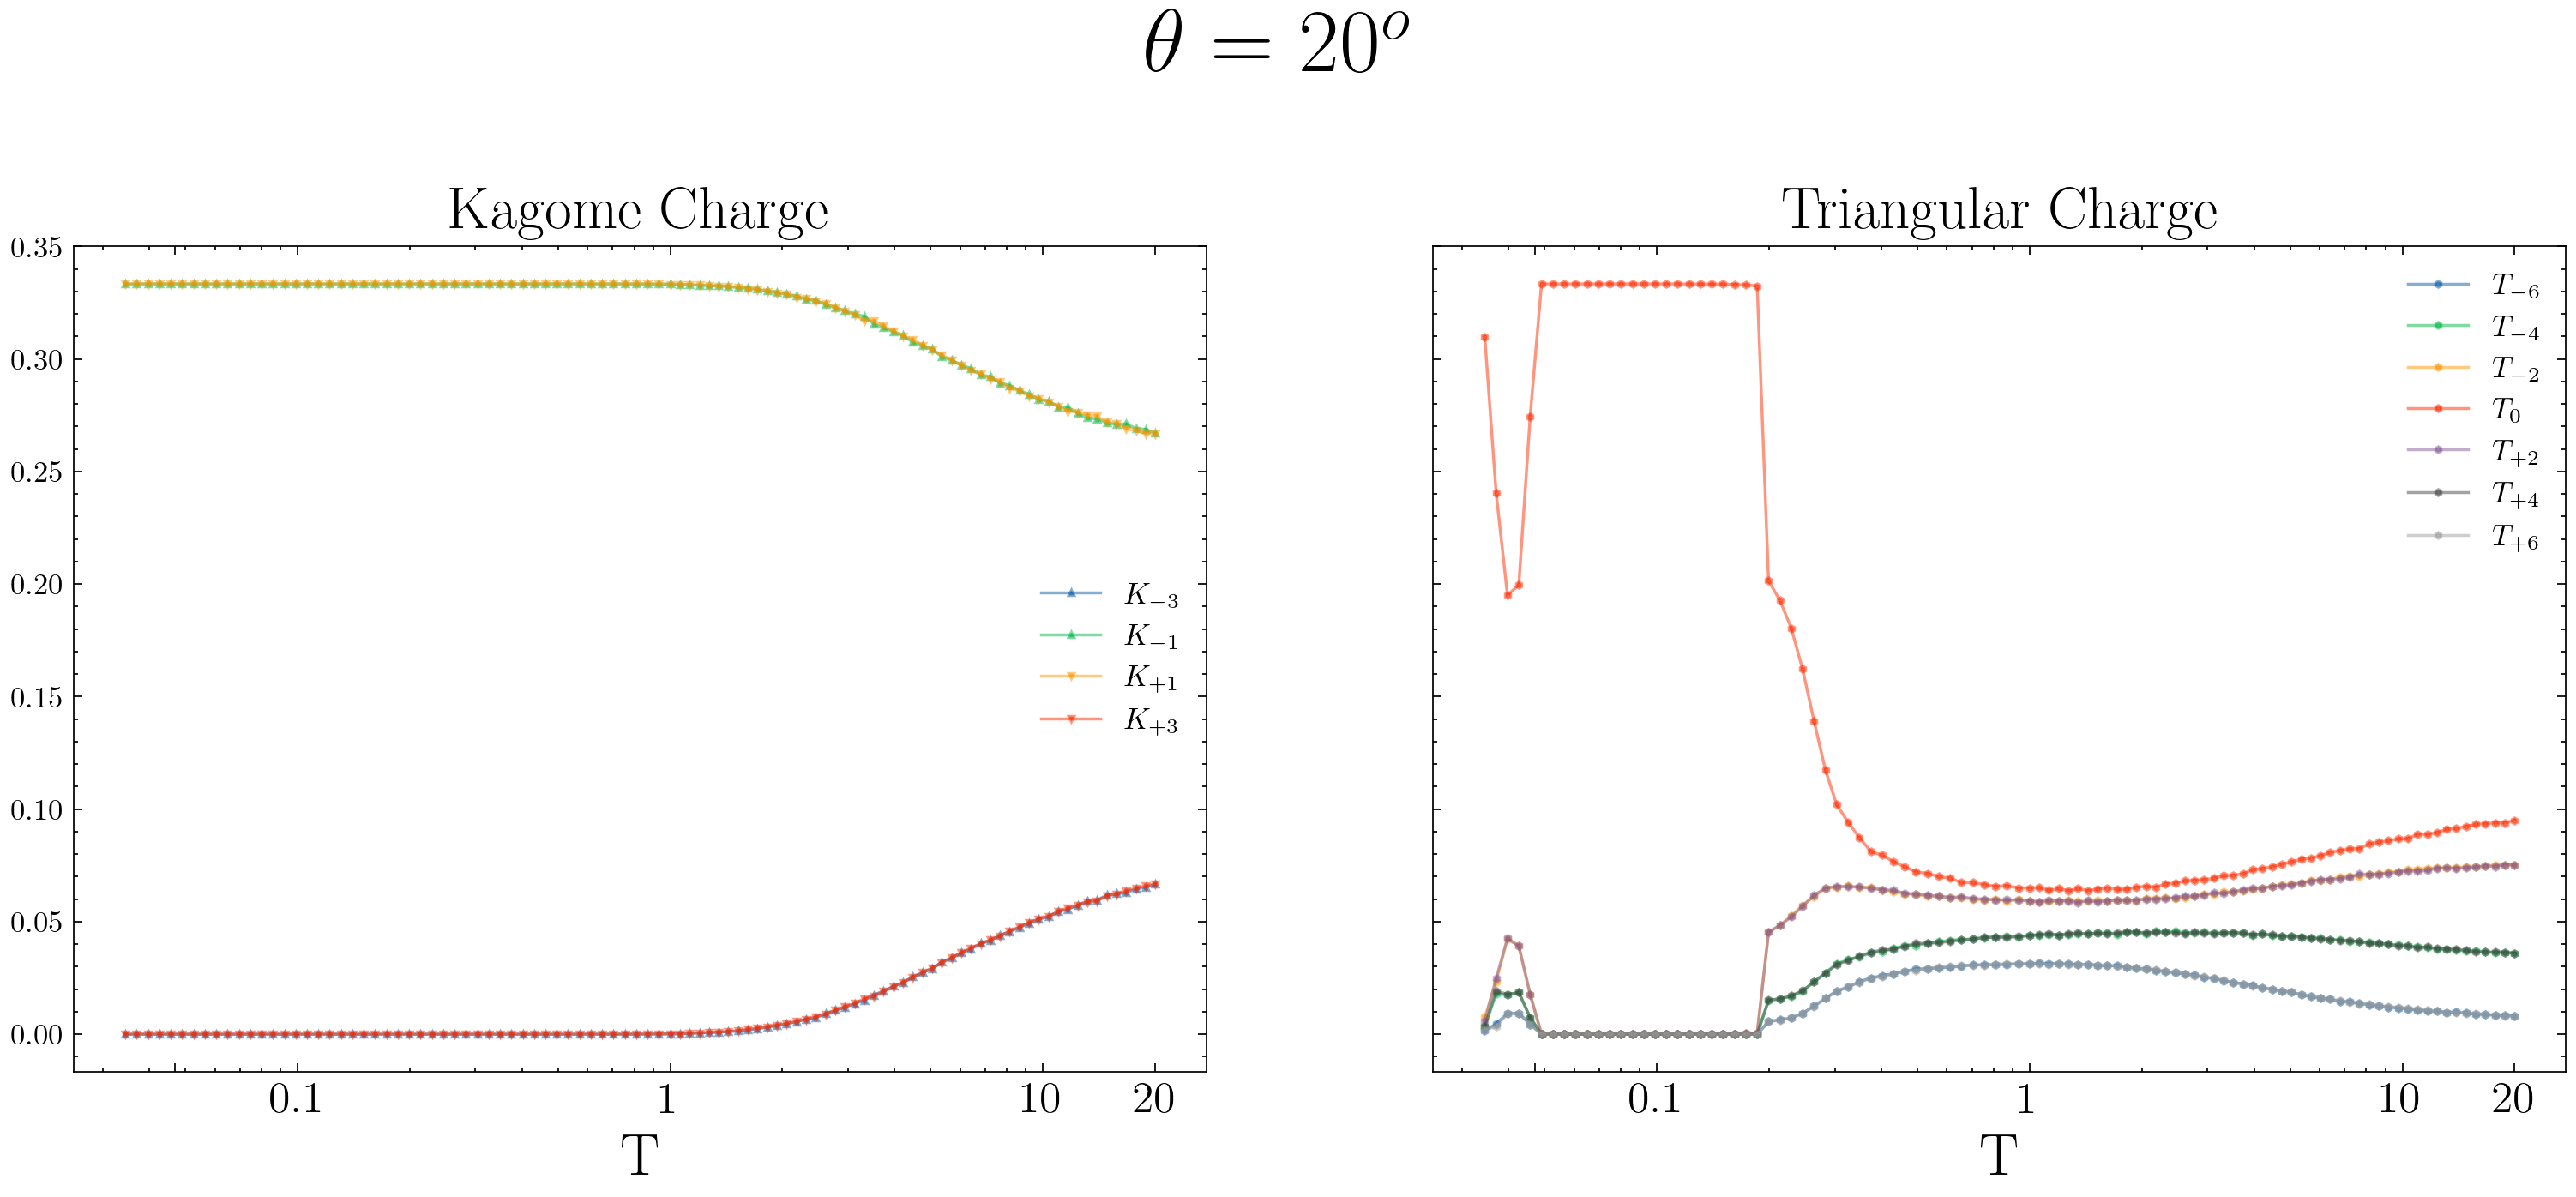 θ = 20^o
Kagome Charge
0.35
0.30
0.25
0.20
0.15
0.10
0.05
0.00
K_{-3}
K_{-1}
K_{+1}
K_{+3}
0.1 1 10 20
T
Triangular Charge
T_{-6}
T_{-4}
T_{-2}
T_0
T_{+2}
T_{+4}
T_{+6}
0.1 1 10 20
T